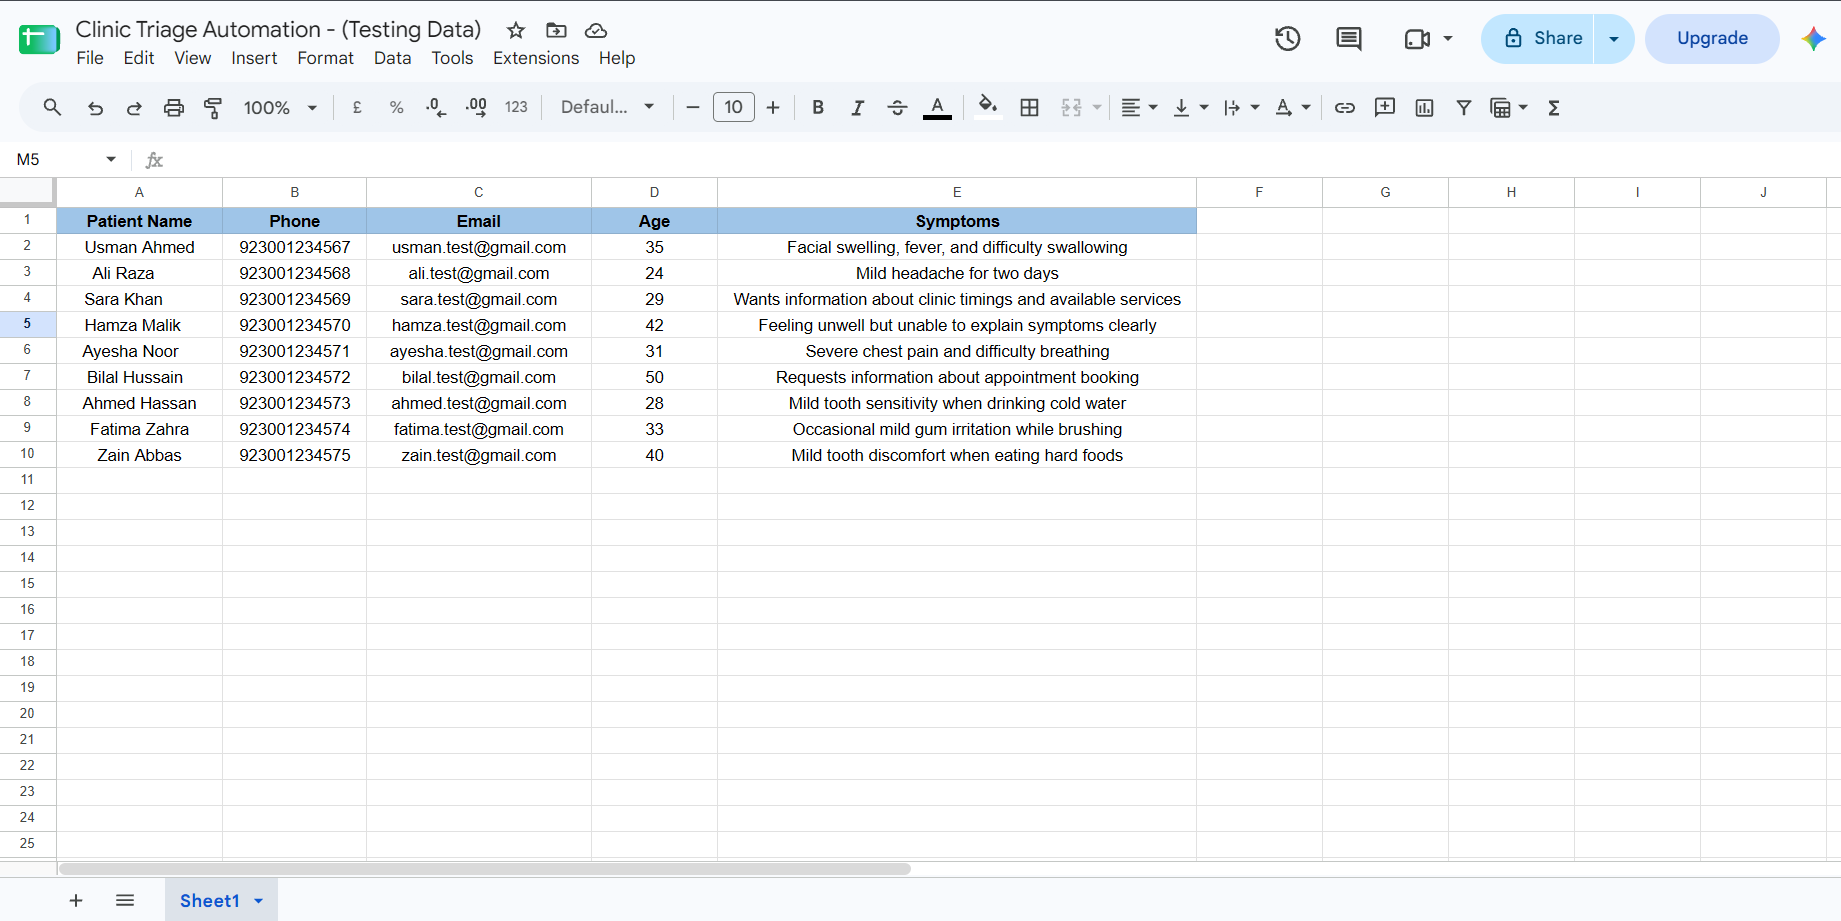 Clinic Triage Automation - (Testing Data)
File Edit View Insert Format Data Tools Extensions Help
Share
Upgrade
100% £ % .0 .00 123 Defaul... 10 B I A A Σ
M5 fx
A B C D E F G H I J
1 Patient Name Phone Email Age Symptoms
2 Usman Ahmed 923001234567 usman.test@gmail.com 35 Facial swelling, fever, and difficulty swallowing
3 Ali Raza 923001234568 ali.test@gmail.com 24 Mild headache for two days
4 Sara Khan 923001234569 sara.test@gmail.com 29 Wants information about clinic timings and available services
5 Hamza Malik 923001234570 hamza.test@gmail.com 42 Feeling unwell but unable to explain symptoms clearly
6 Ayesha Noor 923001234571 ayesha.test@gmail.com 31 Severe chest pain and difficulty breathing
7 Bilal Hussain 923001234572 bilal.test@gmail.com 50 Requests information about appointment booking
8 Ahmed Hassan 923001234573 ahmed.test@gmail.com 28 Mild tooth sensitivity when drinking cold water
9 Fatima Zahra 923001234574 fatima.test@gmail.com 33 Occasional mild gum irritation while brushing
10 Zain Abbas 923001234575 zain.test@gmail.com 40 Mild tooth discomfort when eating hard foods
11
12
13
14
15
16
17
18
19
20
21
22
23
24
25
Sheet1